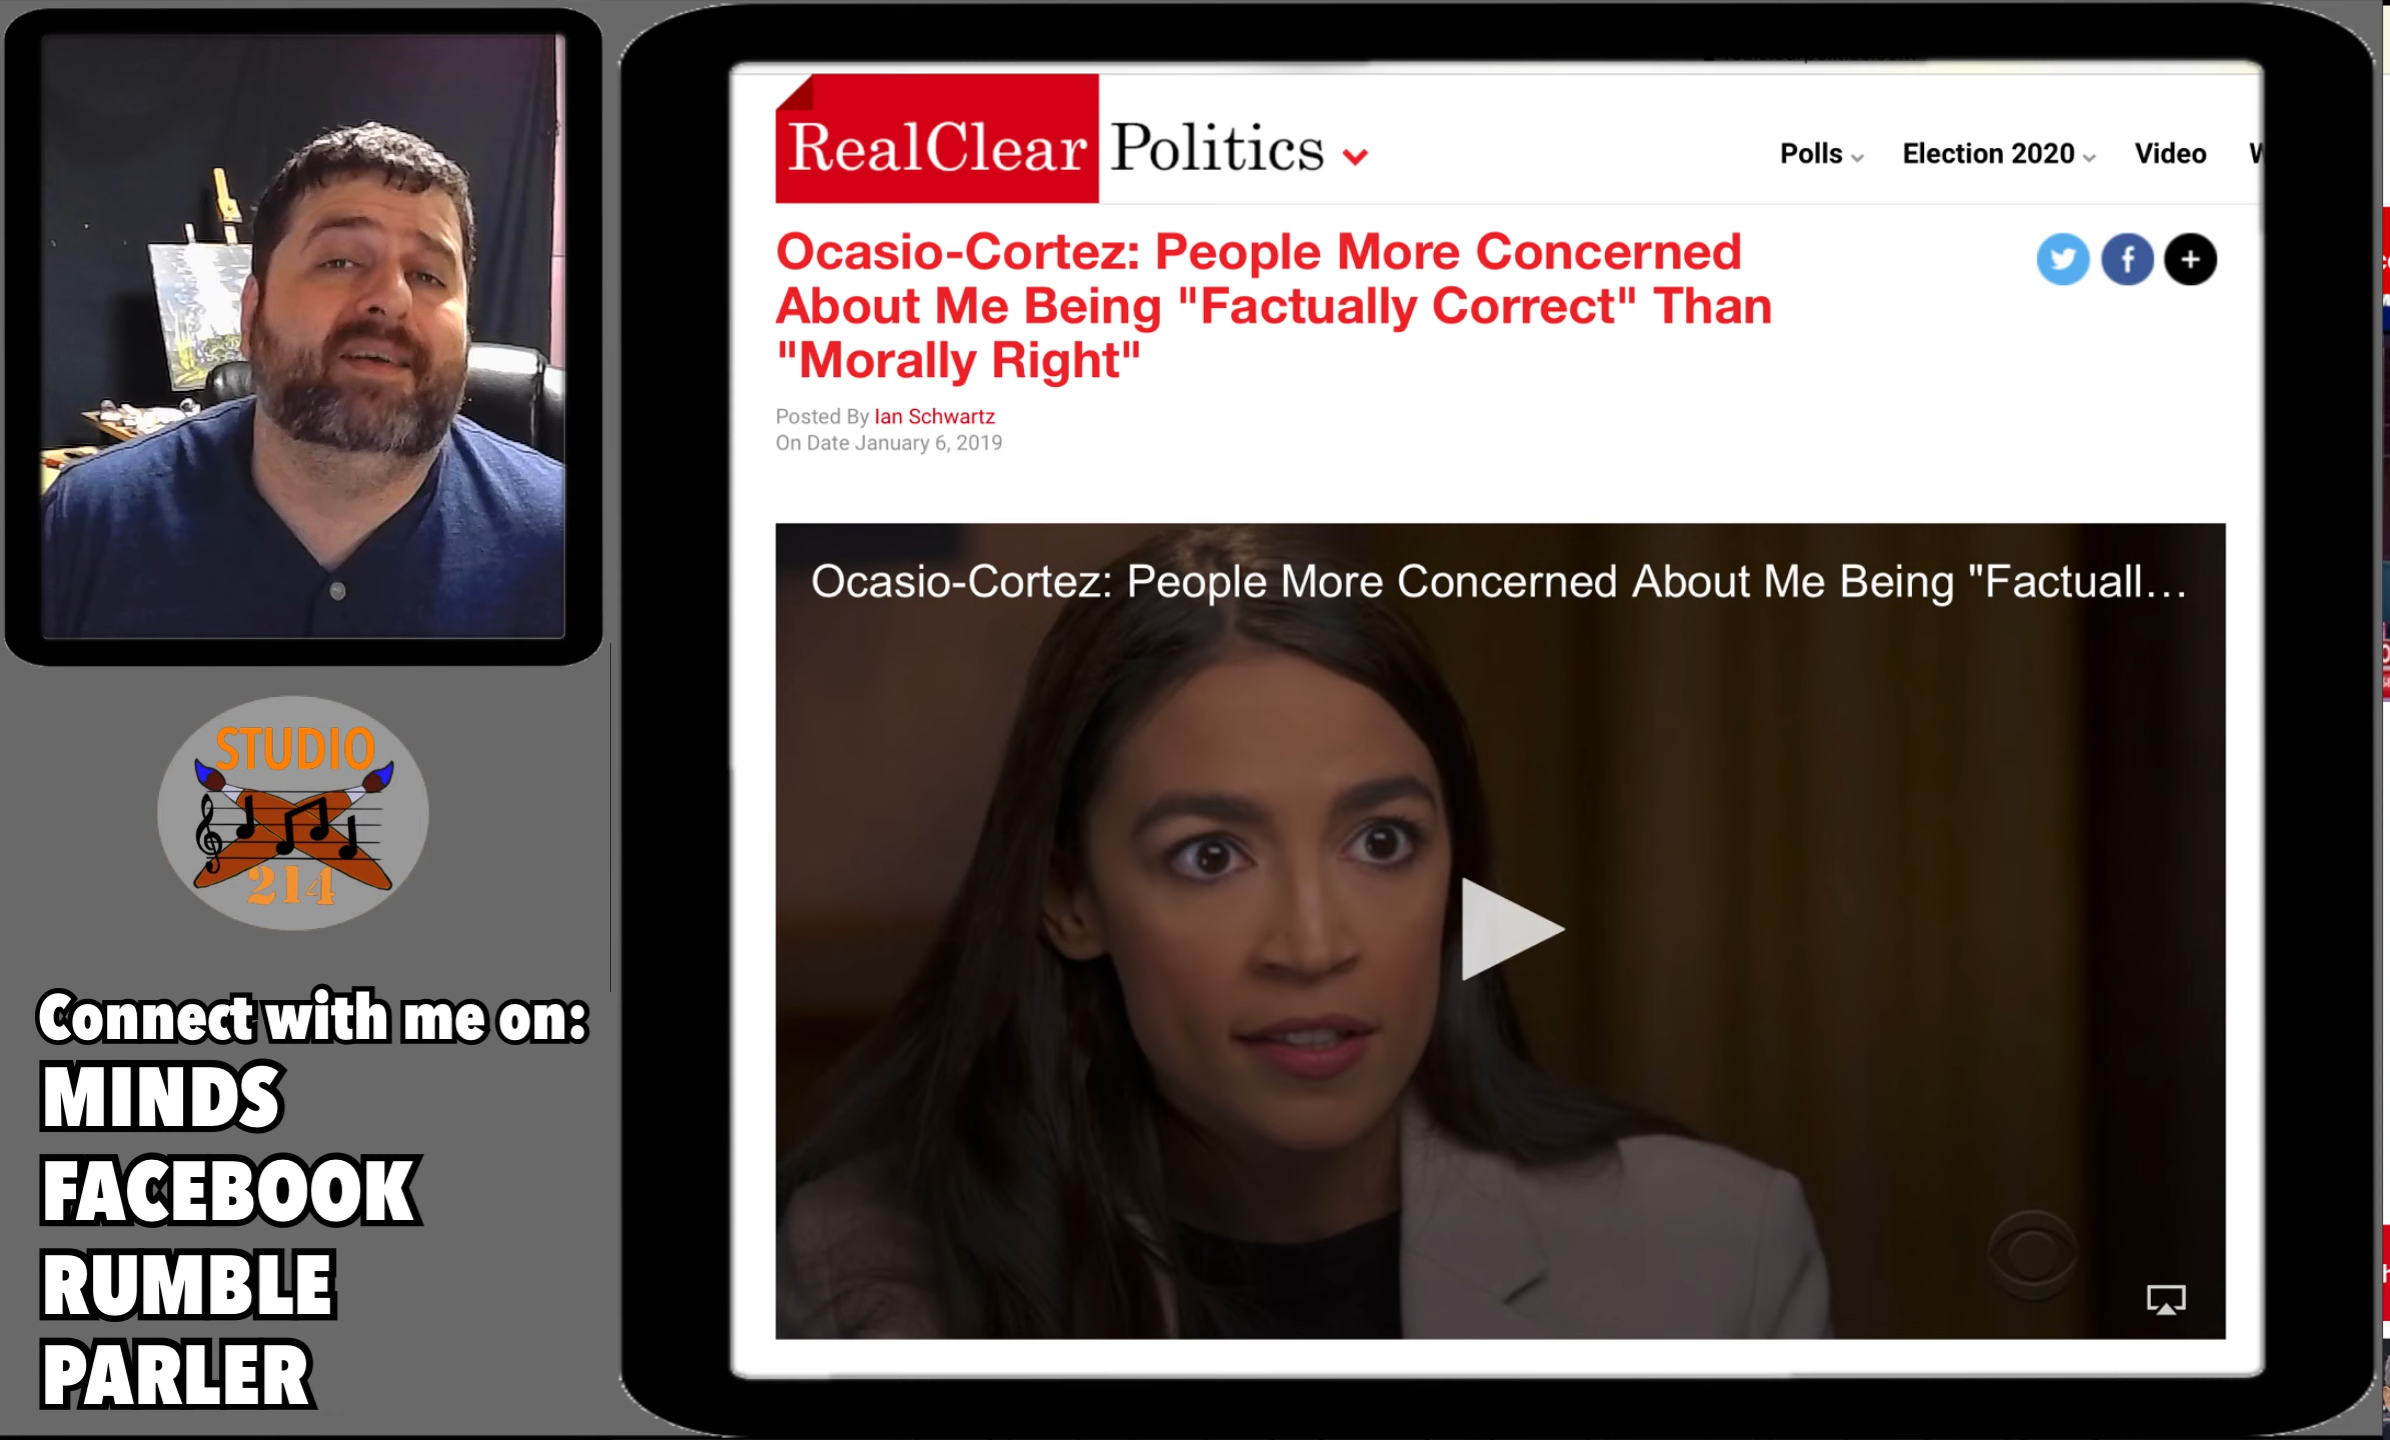 RealClear Politics
Polls
Election 2020
Video
Ocasio-Cortez: People More Concerned
About Me Being "Factually Correct" Than
"Morally Right"
Posted By Ian Schwartz
On Date January 6, 2019
Ocasio-Cortez: People More Concerned About Me Being "Factuall...
STUDIO
214
Connect with me on:
MINDS
FACEBOOK
RUMBLE
PARLER